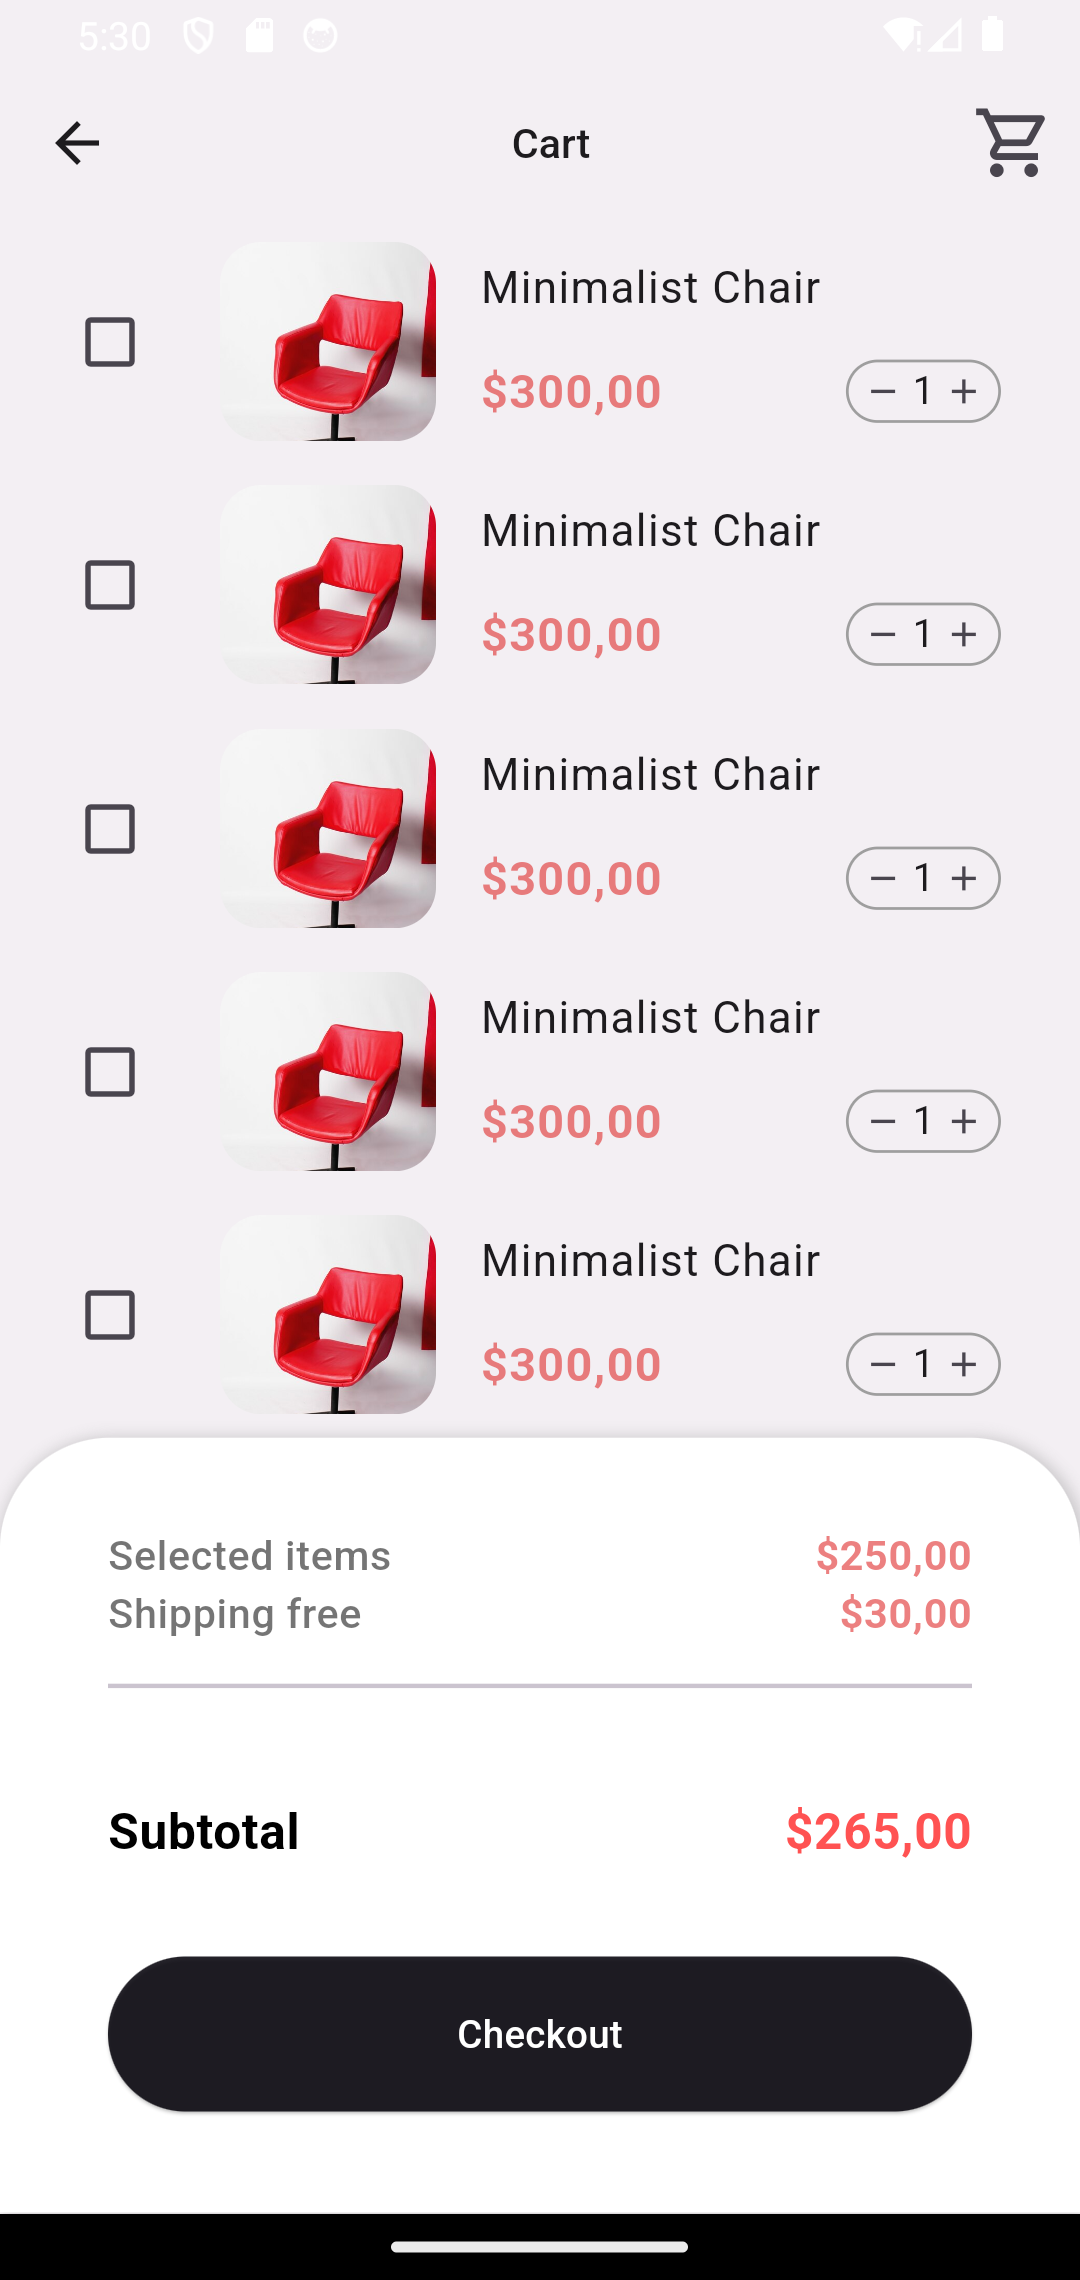 5:30
Cart
Minimalist Chair
$300,00
1
Minimalist Chair
$300,00
1
Minimalist Chair
$300,00
1
Minimalist Chair
$300,00
1
Minimalist Chair
$300,00
1
Selected items $250,00
Shipping free $30,00
Subtotal $265,00
Checkout